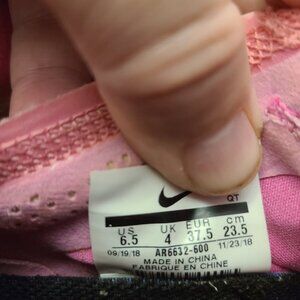 QT
US UK EUR cm
6.5 4 37.5 23.5
09/19/18 AR6632-600 11/23/18
MADE IN CHINA
FABRIQUÉ EN CHINE